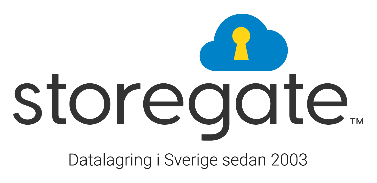 storegate™
Datalagring i Sverige sedan 2003